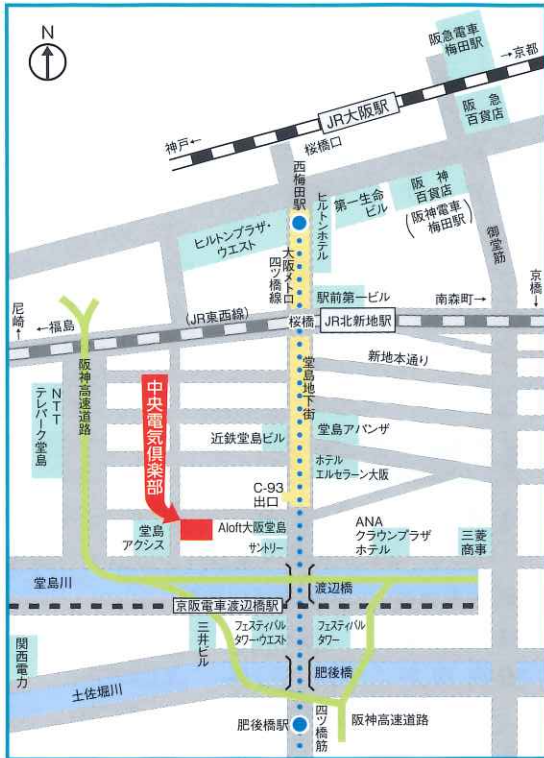 N
阪急電車
梅田駅
→京都
JR大阪駅
阪急
百貨店
神戸←
桜橋口
西梅田駅
ヒルトンホテル
第一生命
ビル
阪神
百貨店
(阪神電車
梅田駅)
御堂筋
ヒルトンプラザ・
ウエスト
大阪メトロ
四ツ橋線
駅前第一ビル
南森町→
京橋→
尼崎←
←福島
(JR東西線)
桜橋
JR北新地駅
阪神高速道路
新地本通り
NTT
テレパーク堂島
中央電気倶楽部
堂島地下街
近鉄堂島ビル
堂島アバンザ
ホテル
エルセラーン大阪
C-93
出口
堂島
アクシス
Aloft大阪堂島
サントリー
ANA
クラウンプラザ
ホテル
三菱
商事
堂島川
渡辺橋
京阪電車渡辺橋駅
三井ビル
フェスティバル
タワー・ウエスト
フェスティバル
タワー
関西電力
肥後橋
土佐堀川
肥後橋駅
四ツ橋筋
阪神高速道路